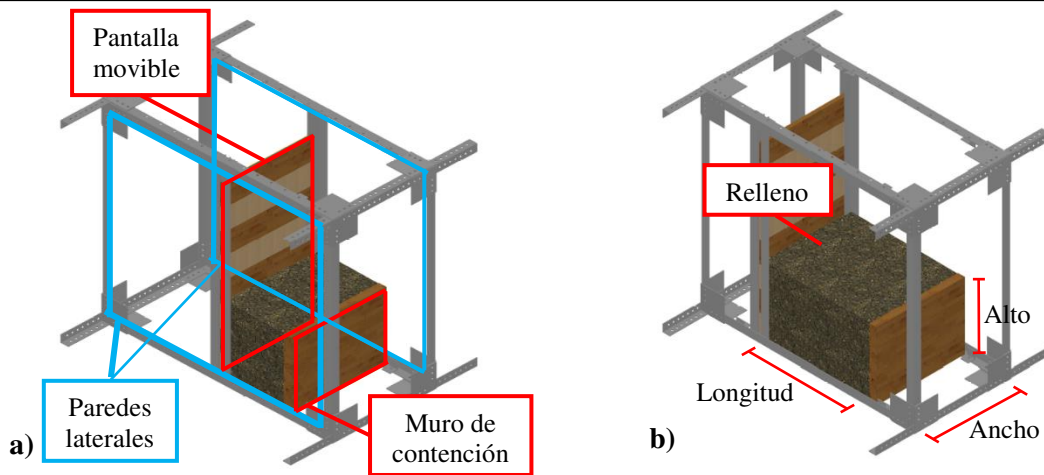 Pantalla
movible
Paredes
laterales
a)
Muro de
contención
Relleno
Alto
Longitud
Ancho
b)